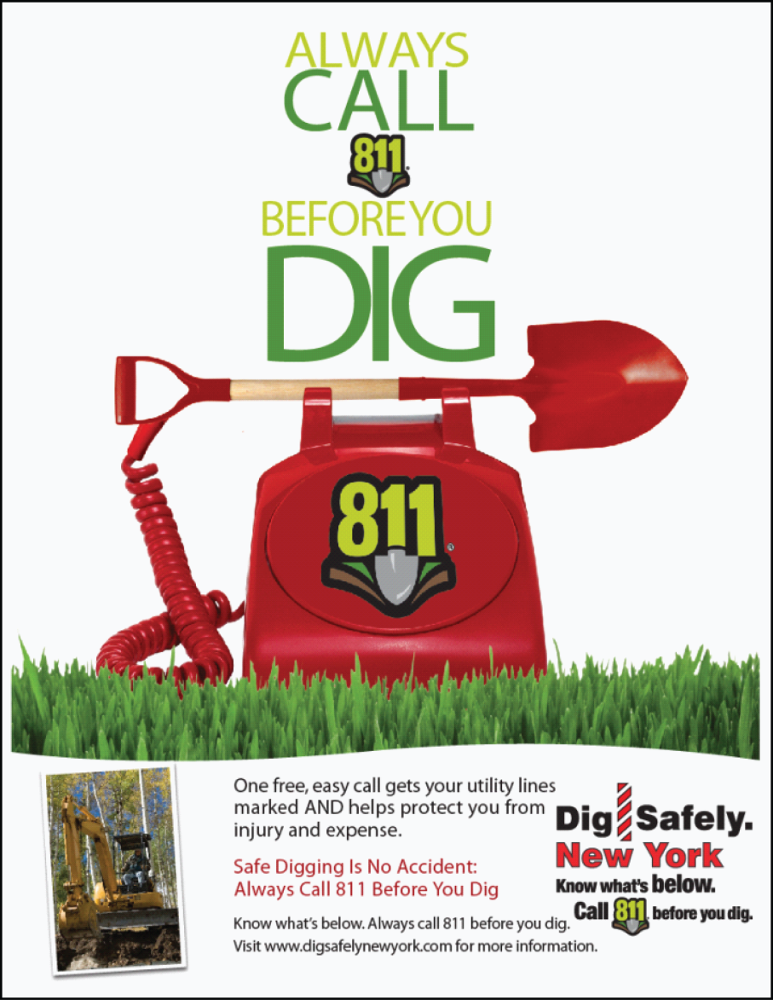 ALWAYS
CALL
811
BEFORE YOU
DIG
811®
One free, easy call gets your utility lines
marked AND helps protect you from
injury and expense.
Safe Digging Is No Accident:
Always Call 811 Before You Dig
Know what's below. Always call 811 before you dig.
Visit www.digsafelynewyork.com for more information.
Dig Safely.
New York
Know what's below.
Call 811 before you dig.